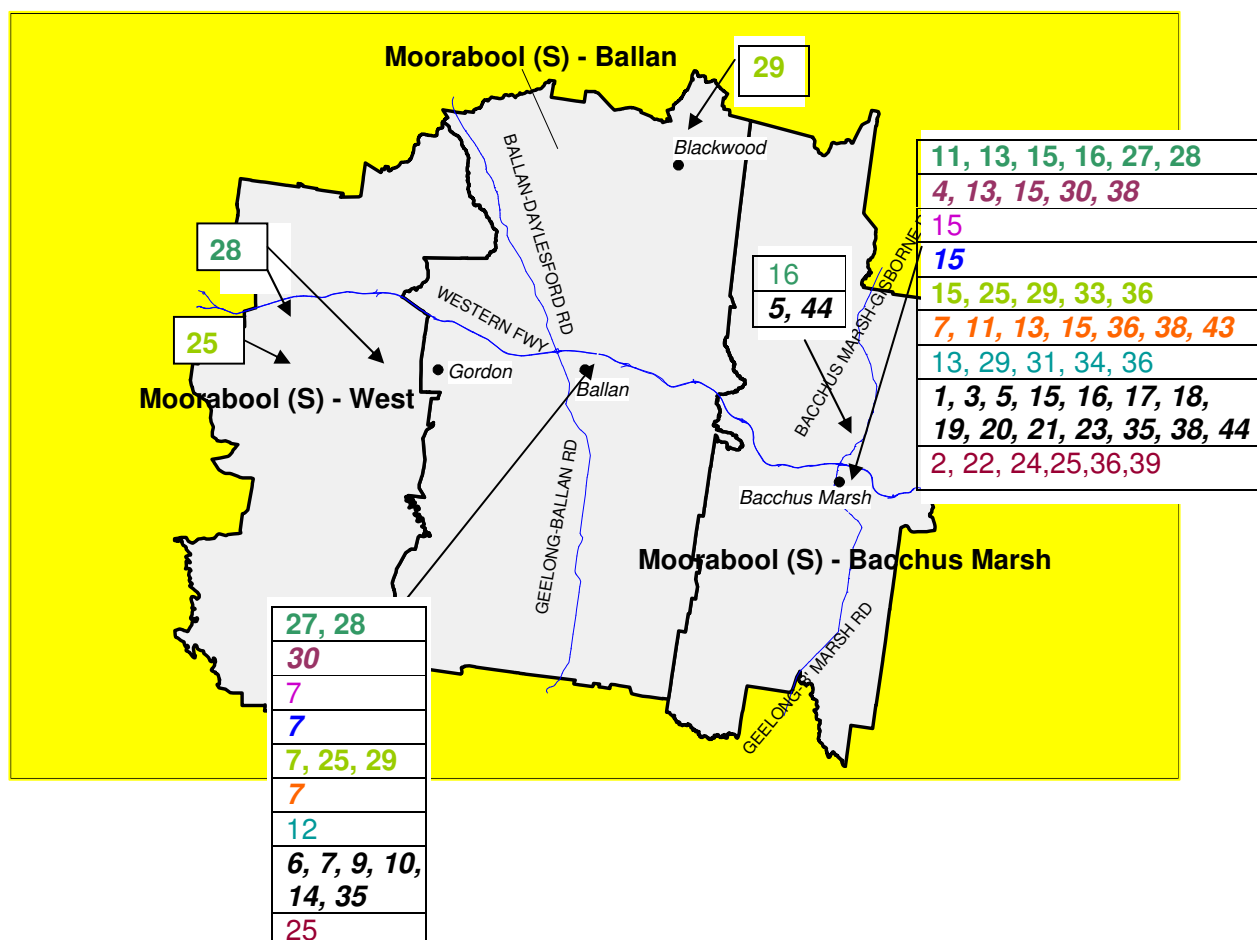 Moorabool (S) - Ballan
29
Blackwood
BALLAN-DAYLESFORD RD
11, 13, 15, 16, 27, 28
4, 13, 15, 30, 38
15
15
15, 25, 29, 33, 36
7, 11, 13, 15, 36, 38, 43
13, 29, 31, 34, 36
1, 3, 5, 15, 16, 17, 18,
19, 20, 21, 23, 35, 38, 44
2, 22, 24,25,36,39
28
25
16
5, 44
BACCHUS MARSH-GISBORNE
WESTERN FWY
Gordon
Ballan
Moorabool (S) - West
GEELONG-BALLAN RD
Bacchus Marsh
Moorabool (S) - Bacchus Marsh
GEELONG-B' MARSH RD
27, 28
30
7
7
7, 25, 29
7
12
6, 7, 9, 10,
14, 35
25